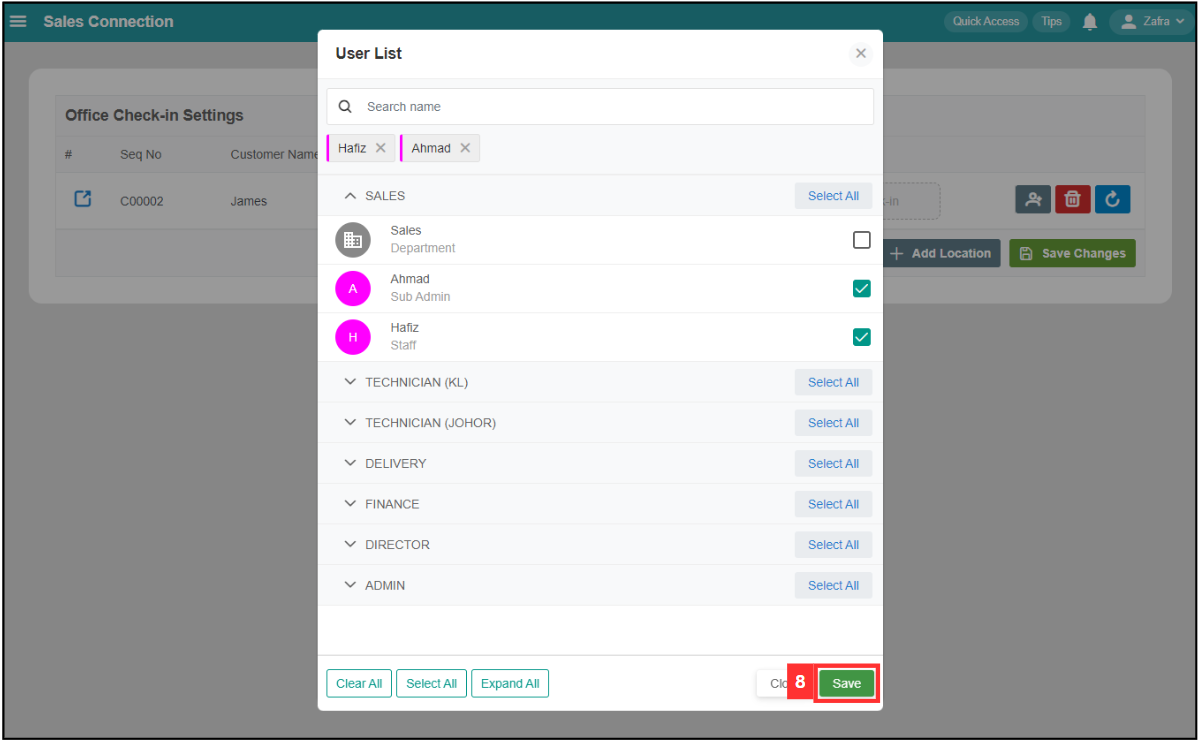 Sales Connection
Quick Access
Tips
Zafra
User List
Search name
Office Check-in Settings
Hafiz
Ahmad
# Seq No Customer Name
SALES
Select All
C00002
James
-in
Sales
Department
Add Location
Save Changes
A
Ahmad
Sub Admin
H
Hafiz
Staff
TECHNICIAN (KL)
Select All
TECHNICIAN (JOHOR)
Select All
DELIVERY
Select All
FINANCE
Select All
DIRECTOR
Select All
ADMIN
Select All
Clear All
Select All
Expand All
8
Save